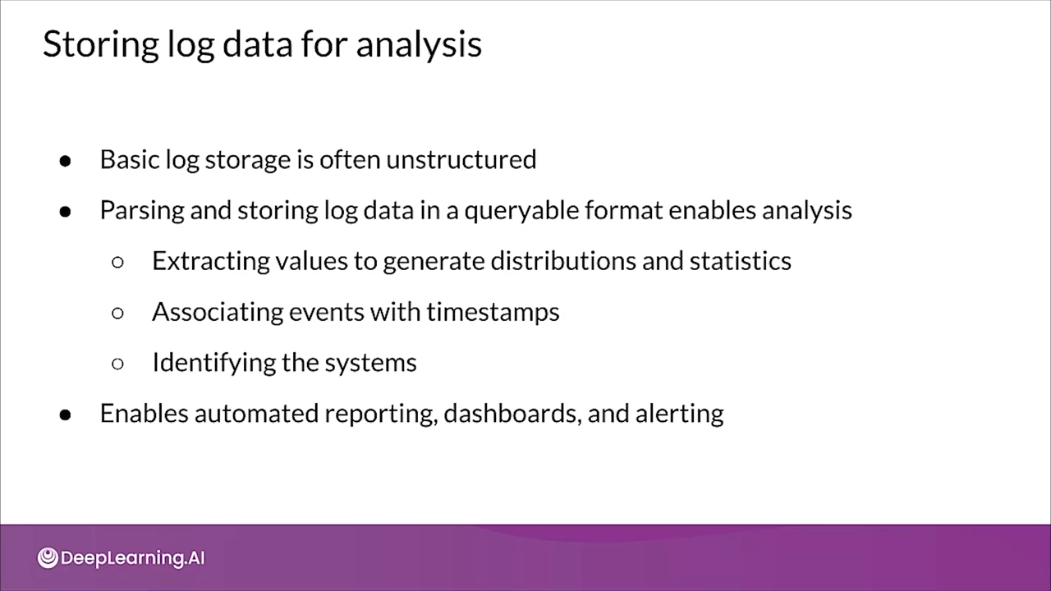 Storing log data for analysis
● Basic log storage is often unstructured
● Parsing and storing log data in a queryable format enables analysis
○ Extracting values to generate distributions and statistics
○ Associating events with timestamps
○ Identifying the systems
● Enables automated reporting, dashboards, and alerting
DeepLearning.AI